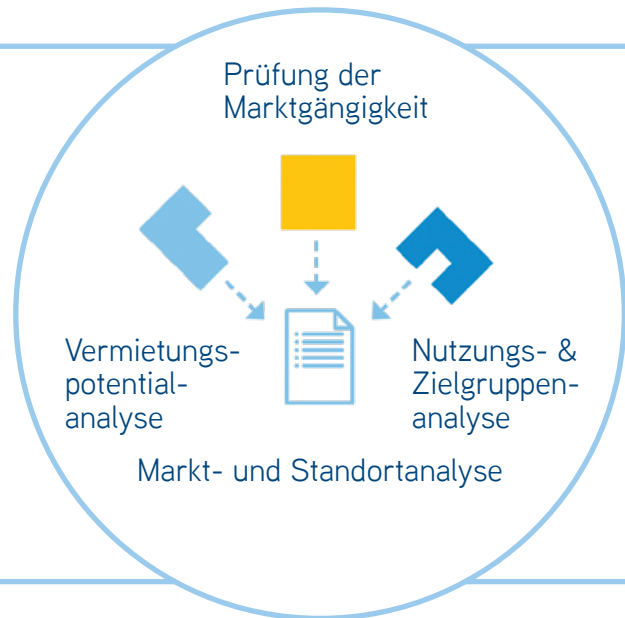 Prüfung der
Marktgängigkeit
Vermietungs-
potential-
analyse
Nutzungs- &
Zielgruppen-
analyse
Markt- und Standortanalyse